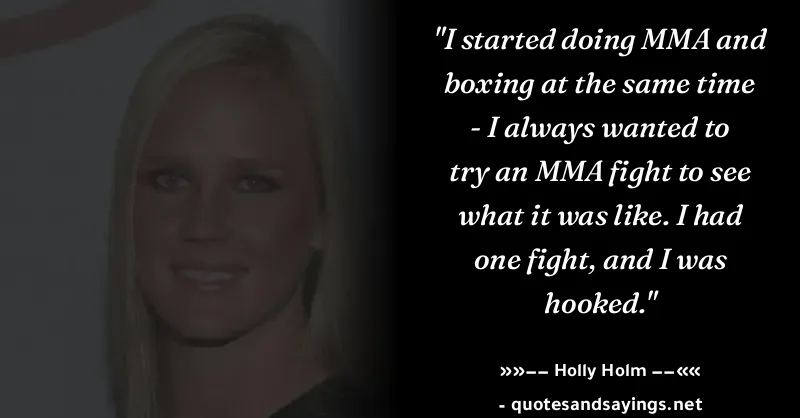 "I started doing MMA and
boxing at the same time
- I always wanted to
try an MMA fight to see
what it was like. I had
one fight, and I was
hooked."
»»−− Holly Holm −−««
- quotesandsayings.net